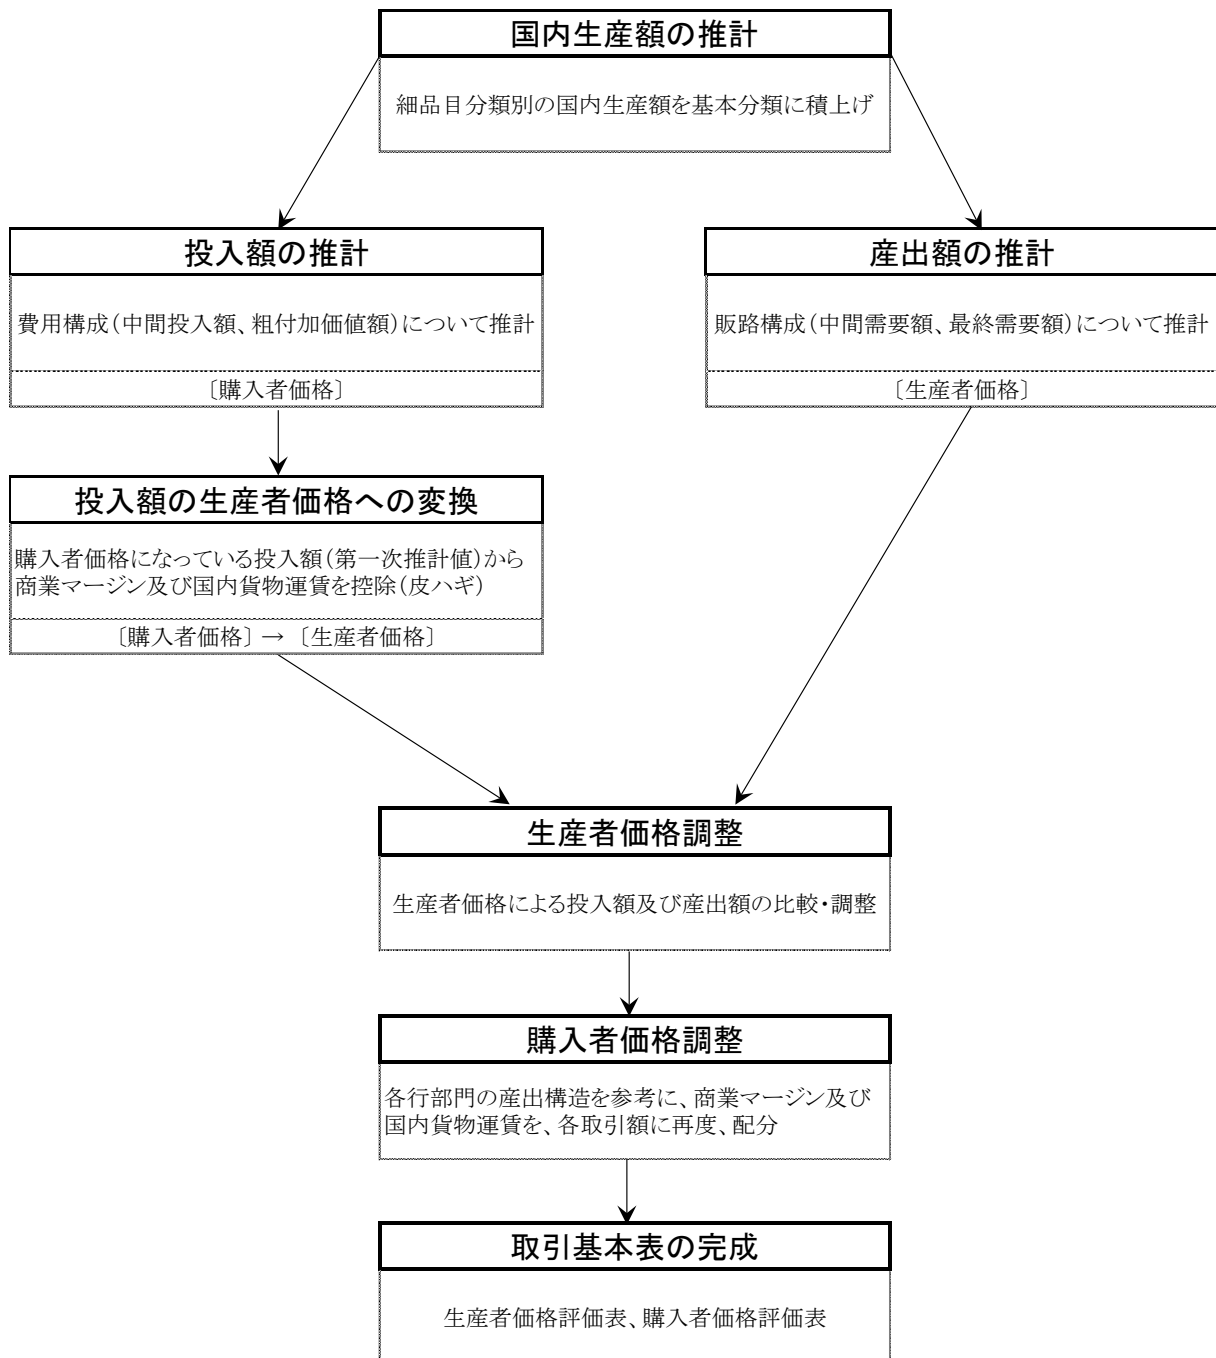 国内生産額の推計
細品目分類別の国内生産額を基本分類に積上げ
投入額の推計
費用構成（中間投入額、粗付加価値額）について推計
〔購入者価格〕
産出額の推計
販路構成（中間需要額、最終需要額）について推計
〔生産者価格〕
投入額の生産者価格への変換
購入者価格になっている投入額（第一次推計値）から
商業マージン及び国内貨物運賃を控除（皮ハギ）
〔購入者価格〕 → 〔生産者価格〕
生産者価格調整
生産者価格による投入額及び産出額の比較・調整
購入者価格調整
各行部門の産出構造を参考に、商業マージン及び
国内貨物運賃を、各取引額に再度、配分
取引基本表の完成
生産者価格評価表、購入者価格評価表